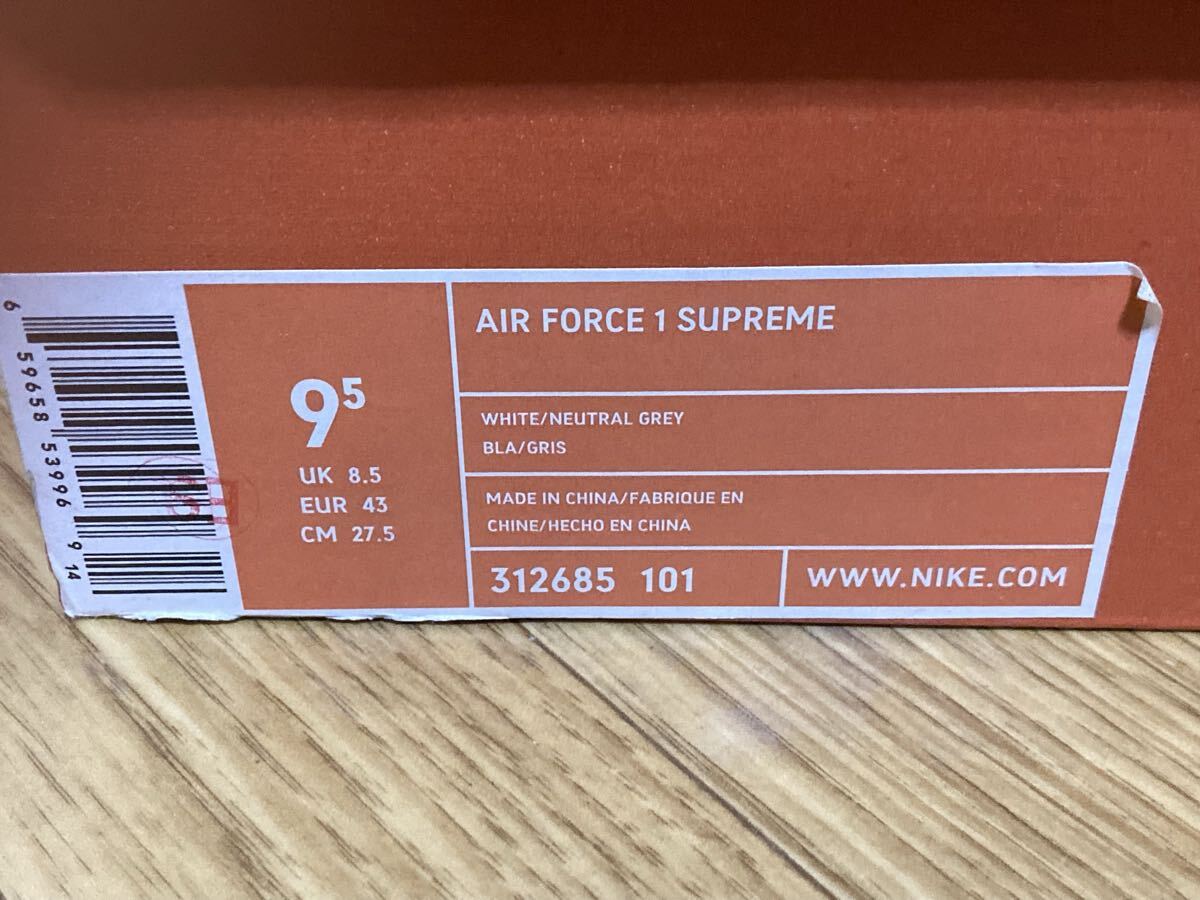 6 59658 53996 9 14
9⁵
UK 8.5
EUR 43
CM 27.5
AIR FORCE 1 SUPREME
WHITE/NEUTRAL GREY
BLA/GRIS
MADE IN CHINA/FABRIQUE EN
CHINE/HECHO EN CHINA
312685 101
WWW.NIKE.COM